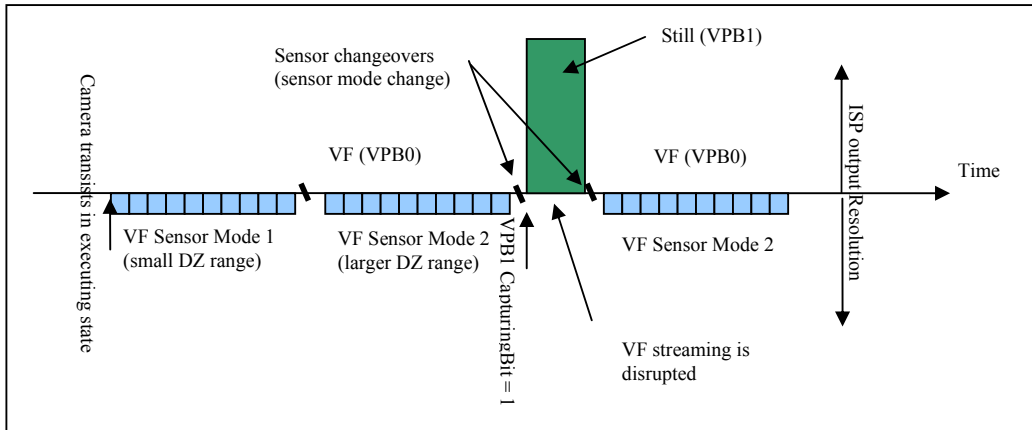 Still (VPB1)
Sensor changeovers
(sensor mode change)
Camera transists in executing state
VF (VPB0)
VF (VPB0)
Time
ISP output Resolution
VF Sensor Mode 1
(small DZ range)
VF Sensor Mode 2
(larger DZ range)
VPB1 CapturingBit = 1
VF Sensor Mode 2
VF streaming is
disrupted